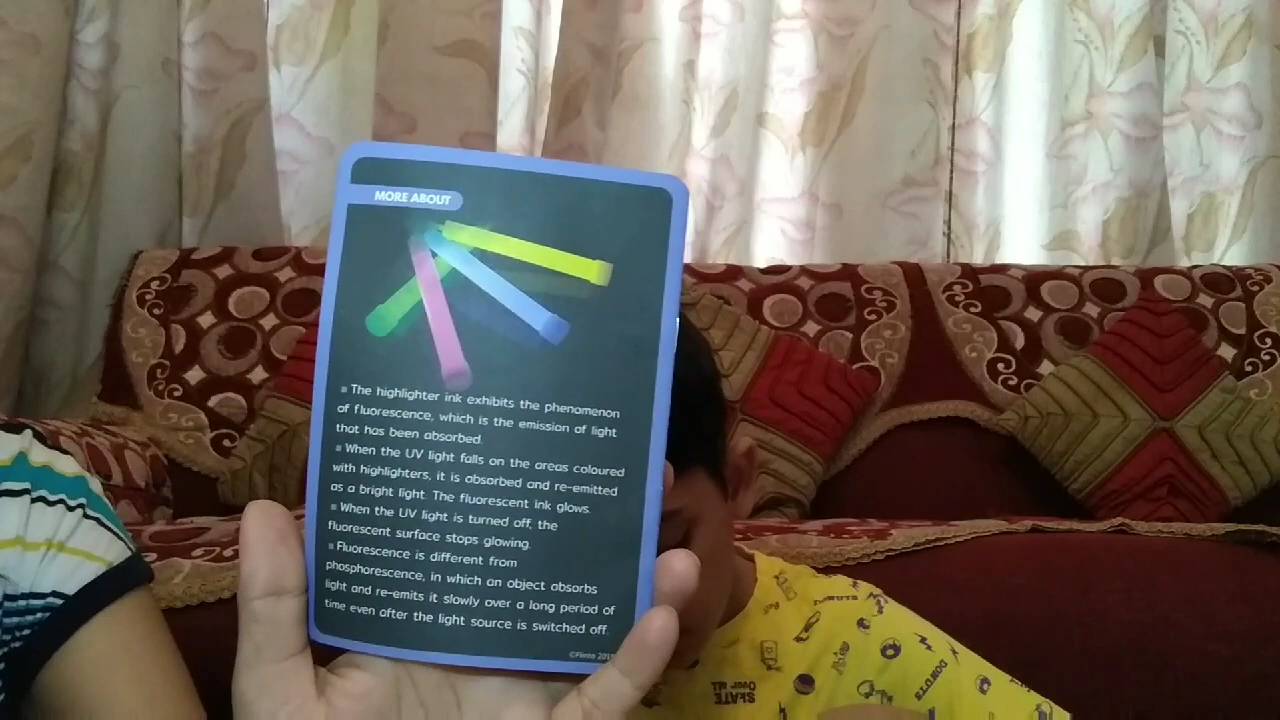 MORE ABOUT
▪ The highlighter ink exhibits the phenomenon
of fluorescence, which is the emission of light
that has been absorbed.
▪ When the UV light falls on the areas coloured
with highlighters, it is absorbed and re-emitted
as a bright light. The fluorescent ink glows.
▪ When the UV light is turned off, the
fluorescent surface stops glowing.
▪ Fluorescence is different from
phosphorescence, in which an object absorbs
light and re-emits it slowly over a long period of
time even after the light source is switched off.
SKATE
Over ALL
DONUTS